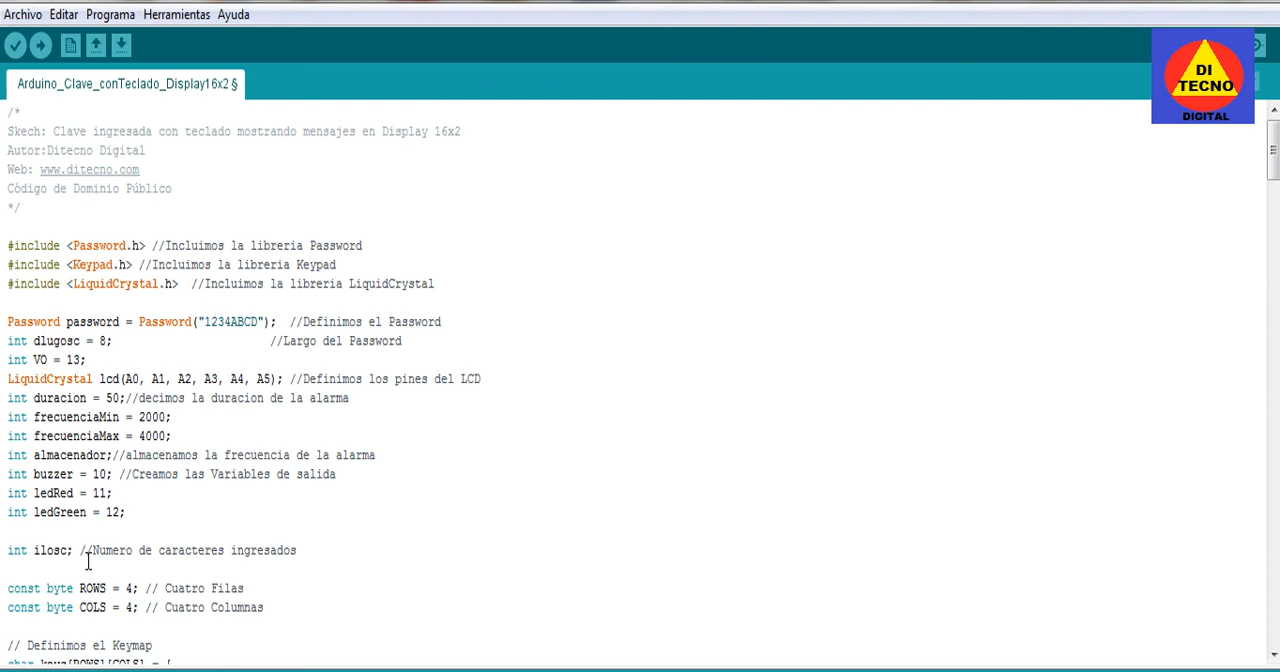 Archivo Editar Programa Herramientas Ayuda
DI
TECNO
DIGITAL
Arduino_Clave_conTeclado_Display16x2 §
/*
Skech: Clave ingresada con teclado mostrando mensajes en Display 16x2
Autor:Ditecno Digital
Web: www.ditecno.com
Código de Dominio Público
*/
#include <Password.h> //Incluimos la libreria Password
#include <Keypad.h> //Incluimos la libreria Keypad
#include <LiquidCrystal.h>  //Incluimos la libreria LiquidCrystal
Password password = Password("1234ABCD");  //Definimos el Password
int dlugosc = 8;                        //Largo del Password
int VO = 13;
LiquidCrystal lcd(A0, A1, A2, A3, A4, A5); //Definimos los pines del LCD
int duracion = 50;//decimos la duracion de la alarma
int frecuenciaMin = 2000;
int frecuenciaMax = 4000;
int almacenador;//almacenamos la frecuencia de la alarma
int buzzer = 10; //Creamos las Variables de salida
int ledRed = 11;
int ledGreen = 12;
int ilosc; //Numero de caracteres ingresados
const byte ROWS = 4; // Cuatro Filas
const byte COLS = 4; // Cuatro Columnas
// Definimos el Keymap
char keys[ROWS][COLS] = {